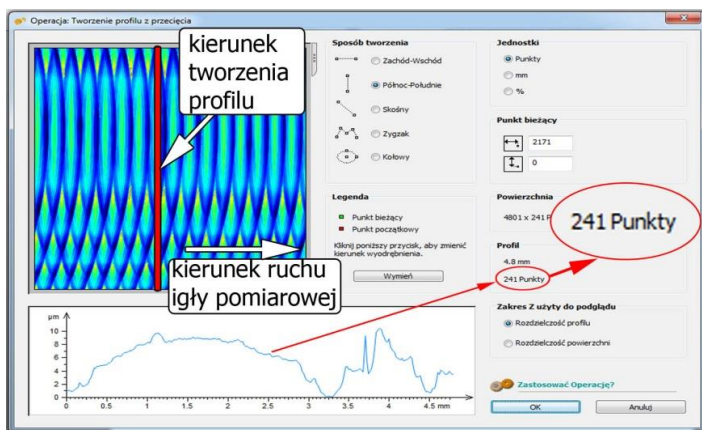 Operacja: Tworzenie profilu z przecięcia
kierunek
tworzenia
profilu
kierunek ruchu
igły pomiarowej
Sposób tworzenia
Zachód-Wschód
Północ-Południe
Skośny
Zygzak
Kołowy
Legenda
Punkt bieżący
Punkt początkowy
Kliknij poniższy przycisk, aby zmienić
kierunek wyodrębnienia.
Wymień
Jednostki
Punkty
mm
%
Punkt bieżący
2171
0
Powierzchnia
4801 x 241 P
241 Punkty
Profil
4.8 mm
241 Punkty
Zakres Z użyty do podglądu
Rozdzielczość profilu
Rozdzielczość powierzchni
Zastosować Operację?
OK
Anuluj
µm
10
8
6
4
2
0
0 0.5 1 1.5 2 2.5 3 3.5 4 4.5 mm